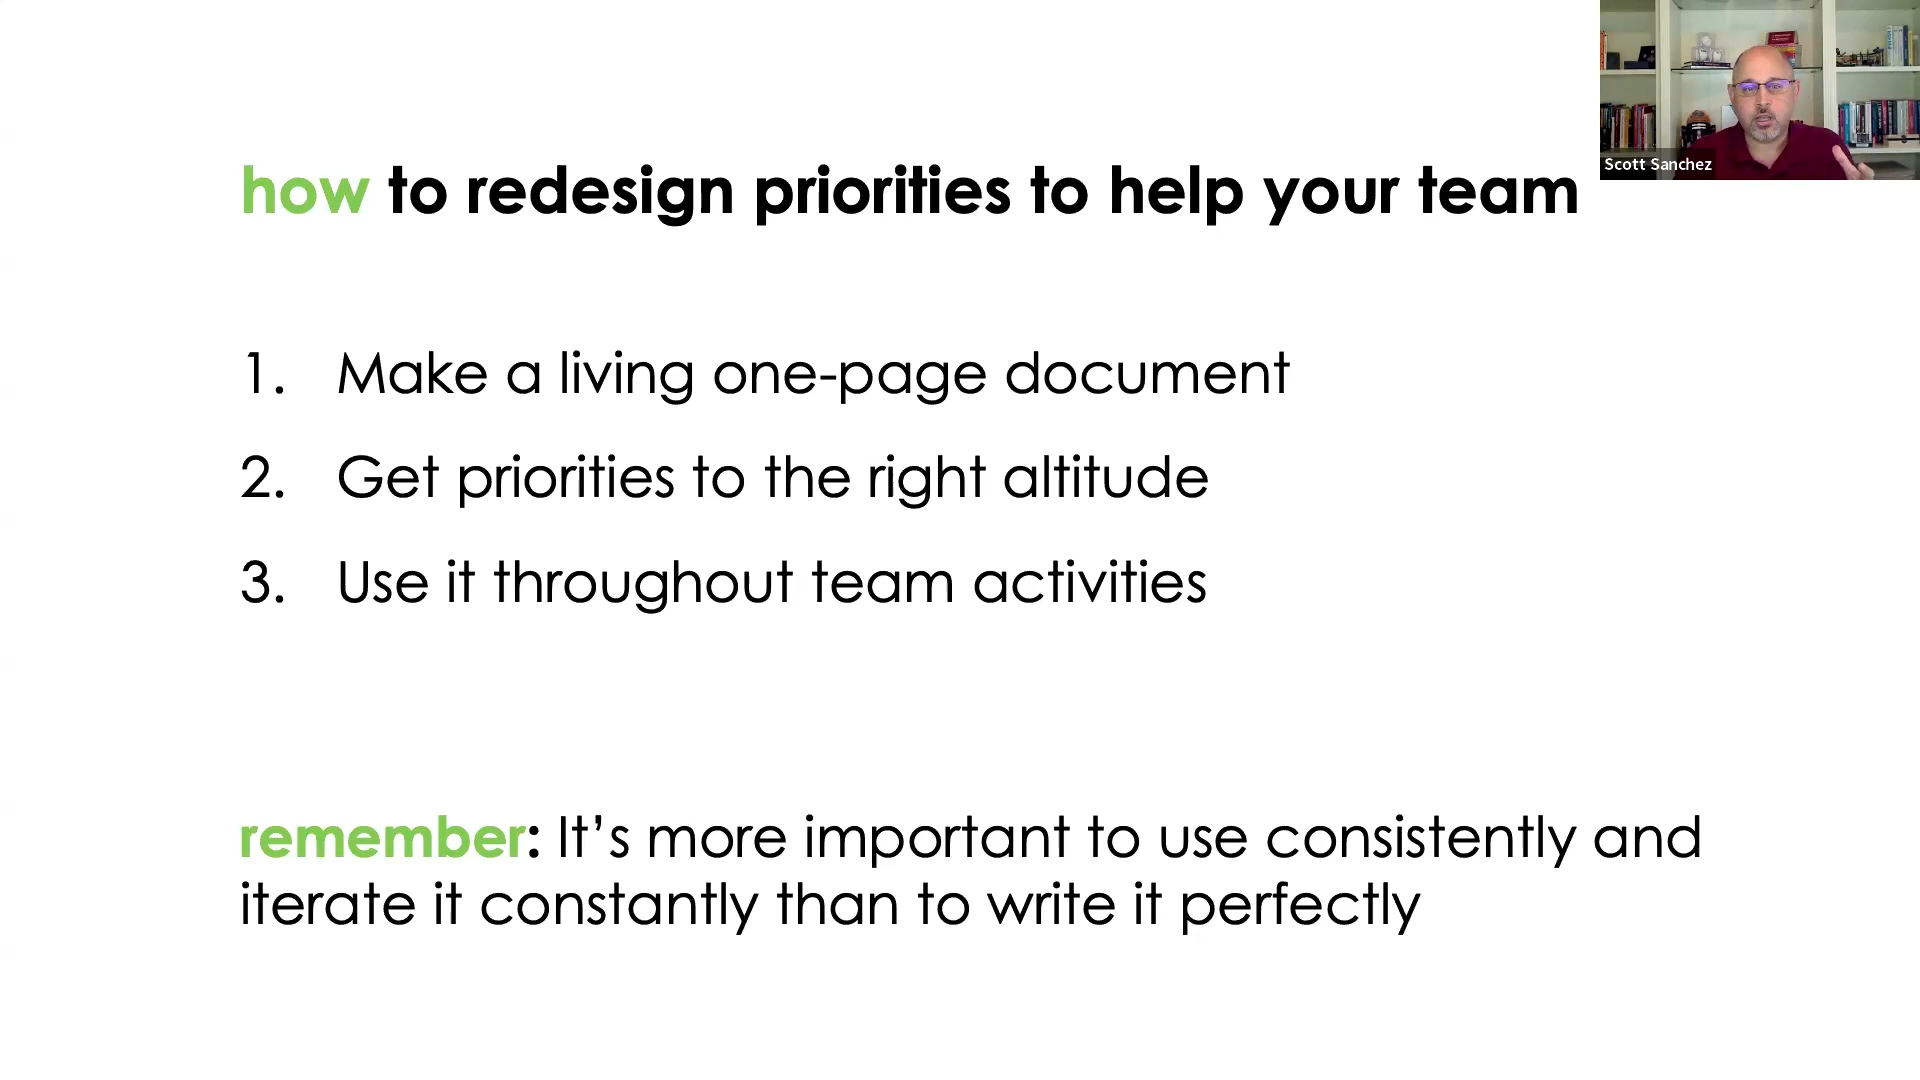 how to redesign priorities to help your team
Scott Sanchez
1. Make a living one-page document
2. Get priorities to the right altitude
3. Use it throughout team activities
remember: It’s more important to use consistently and
iterate it constantly than to write it perfectly